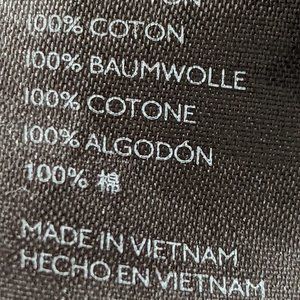 100% COTON
100% BAUMWOLLE
100% COTONE
100% ALGODÓN
100% 棉
MADE IN VIETNAM
HECHO EN VIETNAM